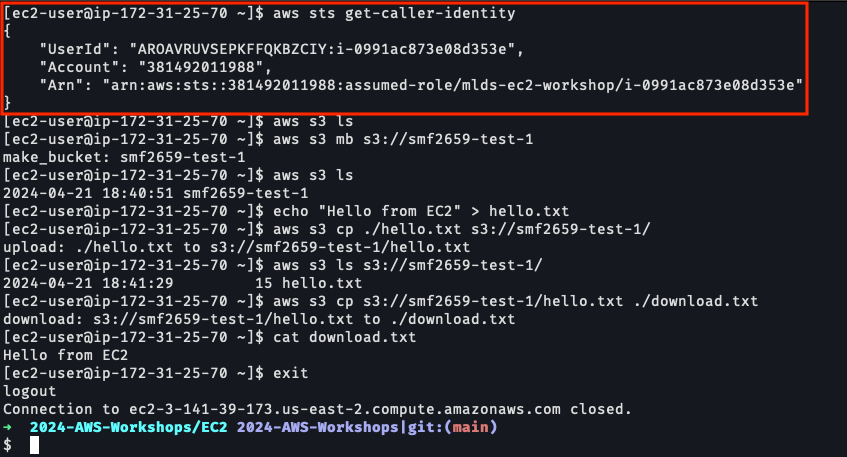 [ec2-user@ip-172-31-25-70 ~]$ aws sts get-caller-identity
{
    "UserId": "AROAVRUVSEPKFFQKBZCIY:i-0991ac873e08d353e",
    "Account": "381492011988",
    "Arn": "arn:aws:sts::381492011988:assumed-role/mlds-ec2-workshop/i-0991ac873e08d353e"
}
[ec2-user@ip-172-31-25-70 ~]$ aws s3 ls
[ec2-user@ip-172-31-25-70 ~]$ aws s3 mb s3://smf2659-test-1
make_bucket: smf2659-test-1
[ec2-user@ip-172-31-25-70 ~]$ aws s3 ls
2024-04-21 18:40:51 smf2659-test-1
[ec2-user@ip-172-31-25-70 ~]$ echo "Hello from EC2" > hello.txt
[ec2-user@ip-172-31-25-70 ~]$ aws s3 cp ./hello.txt s3://smf2659-test-1/
upload: ./hello.txt to s3://smf2659-test-1/hello.txt
[ec2-user@ip-172-31-25-70 ~]$ aws s3 ls s3://smf2659-test-1/
2024-04-21 18:41:29         15 hello.txt
[ec2-user@ip-172-31-25-70 ~]$ aws s3 cp s3://smf2659-test-1/hello.txt ./download.txt
download: s3://smf2659-test-1/hello.txt to ./download.txt
[ec2-user@ip-172-31-25-70 ~]$ cat download.txt
Hello from EC2
[ec2-user@ip-172-31-25-70 ~]$ exit
logout
Connection to ec2-3-141-39-173.us-east-2.compute.amazonaws.com closed.
➜  2024-AWS-Workshops/EC2 2024-AWS-Workshops|git:(main)
$